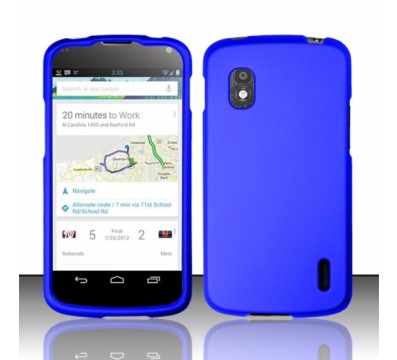 3:33
Search, or say Google
20 minutes to Work
N Carolina 1400 and Raeford Rd
Navigate
Alternate route / 7 min via 71st School
Rd/School Rd
5 Final 2
7/25/2012
Nationals Mets